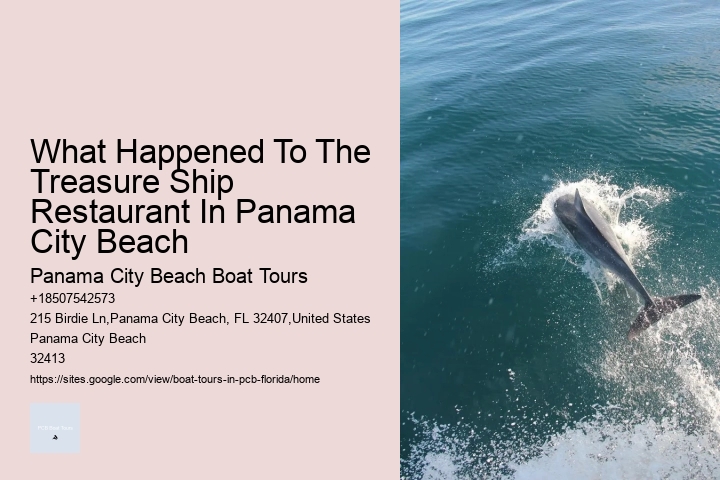 What Happened To The
Treasure Ship
Restaurant In Panama
City Beach
Panama City Beach Boat Tours
+18507542573
215 Birdie Ln,Panama City Beach, FL 32407,United States
Panama City Beach
32413
https://sites.google.com/view/boat-tours-in-pcb-florida/home